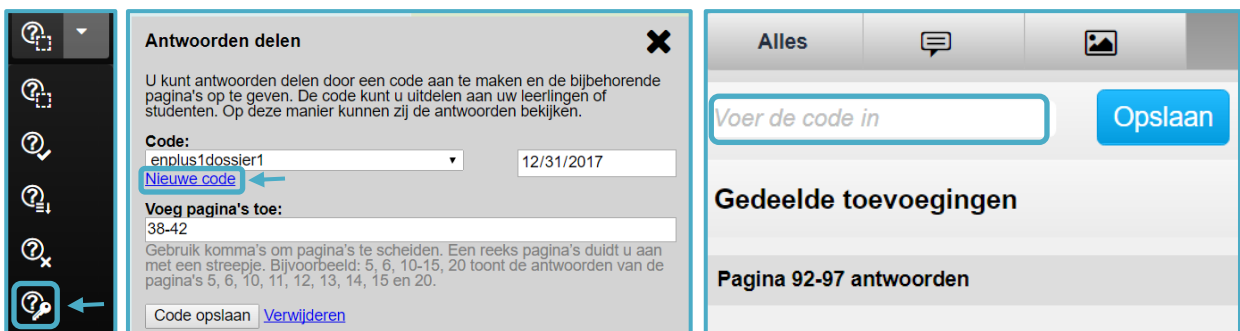 Antwoorden delen
U kunt antwoorden delen door een code aan te maken en de bijbehorende
pagina's op te geven. De code kunt u uitdelen aan uw leerlingen of
studenten. Op deze manier kunnen zij de antwoorden bekijken.
Code:
enplus1dossier1 12/31/2017
Nieuwe code
Voeg pagina's toe:
38-42
Gebruik komma's om pagina's te scheiden. Een reeks pagina's duidt u aan
met een streepje. Bijvoorbeeld: 5, 6, 10-15, 20 toont de antwoorden van de
pagina's 5, 6, 10, 11, 12, 13, 14, 15 en 20.
Code opslaan Verwijderen
Alles
Voer de code in Opslaan
Gedeelde toevoegingen
Pagina 92-97 antwoorden